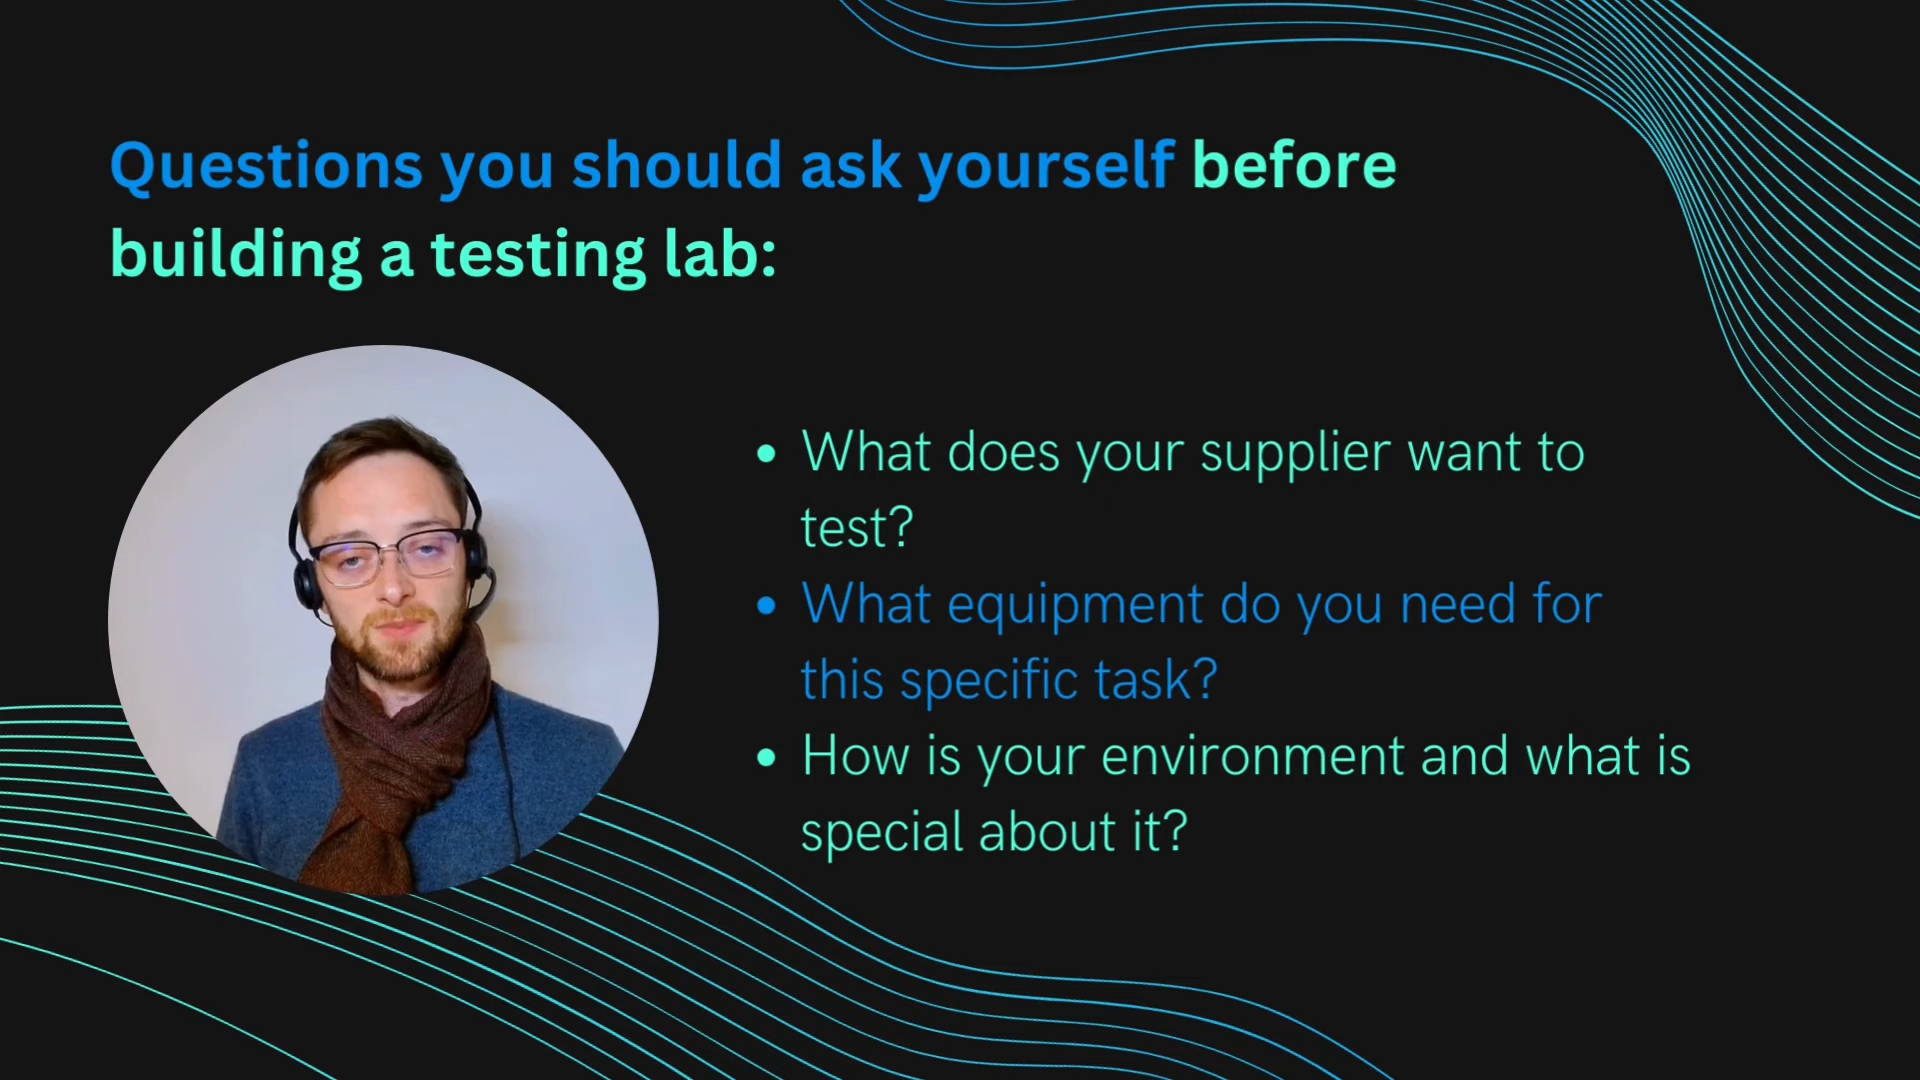 Questions you should ask yourself before
building a testing lab:
• What does your supplier want to
test?
• What equipment do you need for
this specific task?
• How is your environment and what is
special about it?